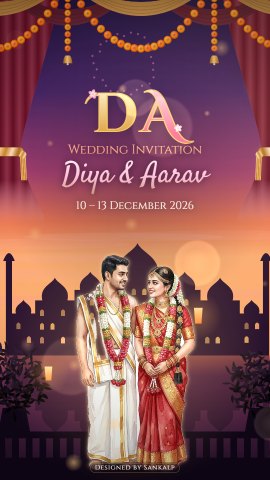 DA
Wedding Invitation
Diya & Aarav
10 – 13 December 2026
Designed by Sankalp